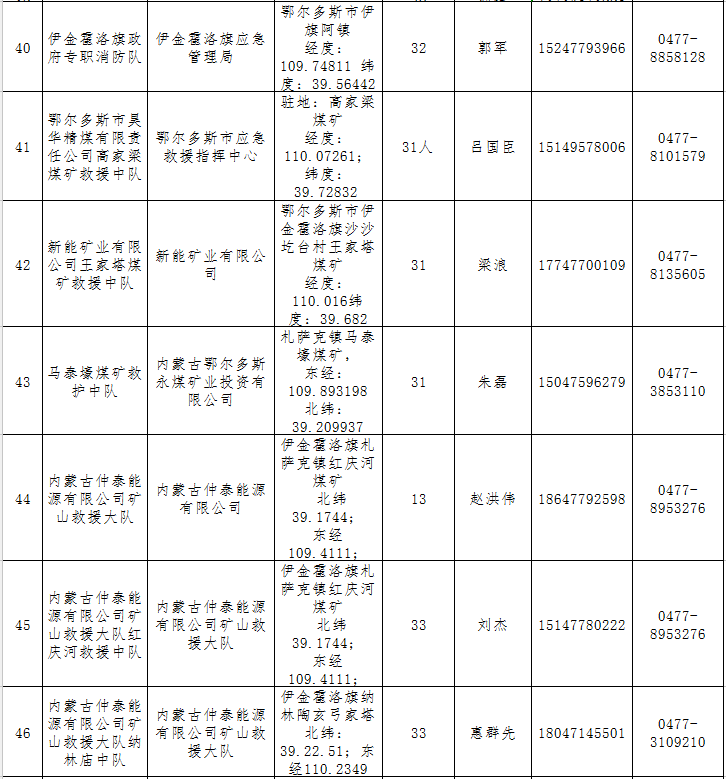 40
伊金霍洛旗政
府专职消防队
伊金霍洛旗应急
管理局
鄂尔多斯市伊
旗阿镇
经度:
109.74811 纬
度: 39.56442
32
郭军
15247793966
0477-
8858128
41
鄂尔多斯市昊
华精煤有限责
任公司高家梁
煤矿救援中队
鄂尔多斯市应急
救援指挥中心
驻地: 高家梁
煤矿
经度:
110.07261;
纬度:
39.72832
31人
吕国臣
15149578006
0477-
8101579
42
新能矿业有限
公司王家塔煤
矿救援中队
新能矿业有限公
司
鄂尔多斯市伊
金霍洛旗沙沙
圪台村王家塔
煤矿
经度:
110.016纬
度: 39.682
31
梁浪
17747700109
0477-
8135605
43
马泰壕煤矿救
护中队
内蒙古鄂尔多斯
永煤矿业投资有
限公司
札萨克镇马泰
壕煤矿,
东经:
109.893198
北纬:
39.209937
31
朱磊
15047596279
0477-
3853110
44
内蒙古仲泰能
源有限公司矿
山救援大队
内蒙古仲泰能源
有限公司
伊金霍洛旗札
萨克镇红庆河
煤矿
北纬
39.1744;
东经
109.4111;
13
赵洪伟
18647792598
0477-
8953276
45
内蒙古仲泰能
源有限公司矿
山救援大队红
庆河救援中队
内蒙古仲泰能源
有限公司矿山救
援大队
伊金霍洛旗札
萨克镇红庆河
煤矿
北纬
39.1744;
东经
109.4111;
33
刘杰
15147780222
0477-
8953276
46
内蒙古仲泰能
源有限公司矿
山救援大队纳
林庙中队
内蒙古仲泰能源
有限公司矿山救
援大队
伊金霍洛旗纳
林陶亥弓家塔
北纬:
39.22.51; 东
经110.2349
33
惠群先
18047145501
0477-
3109210